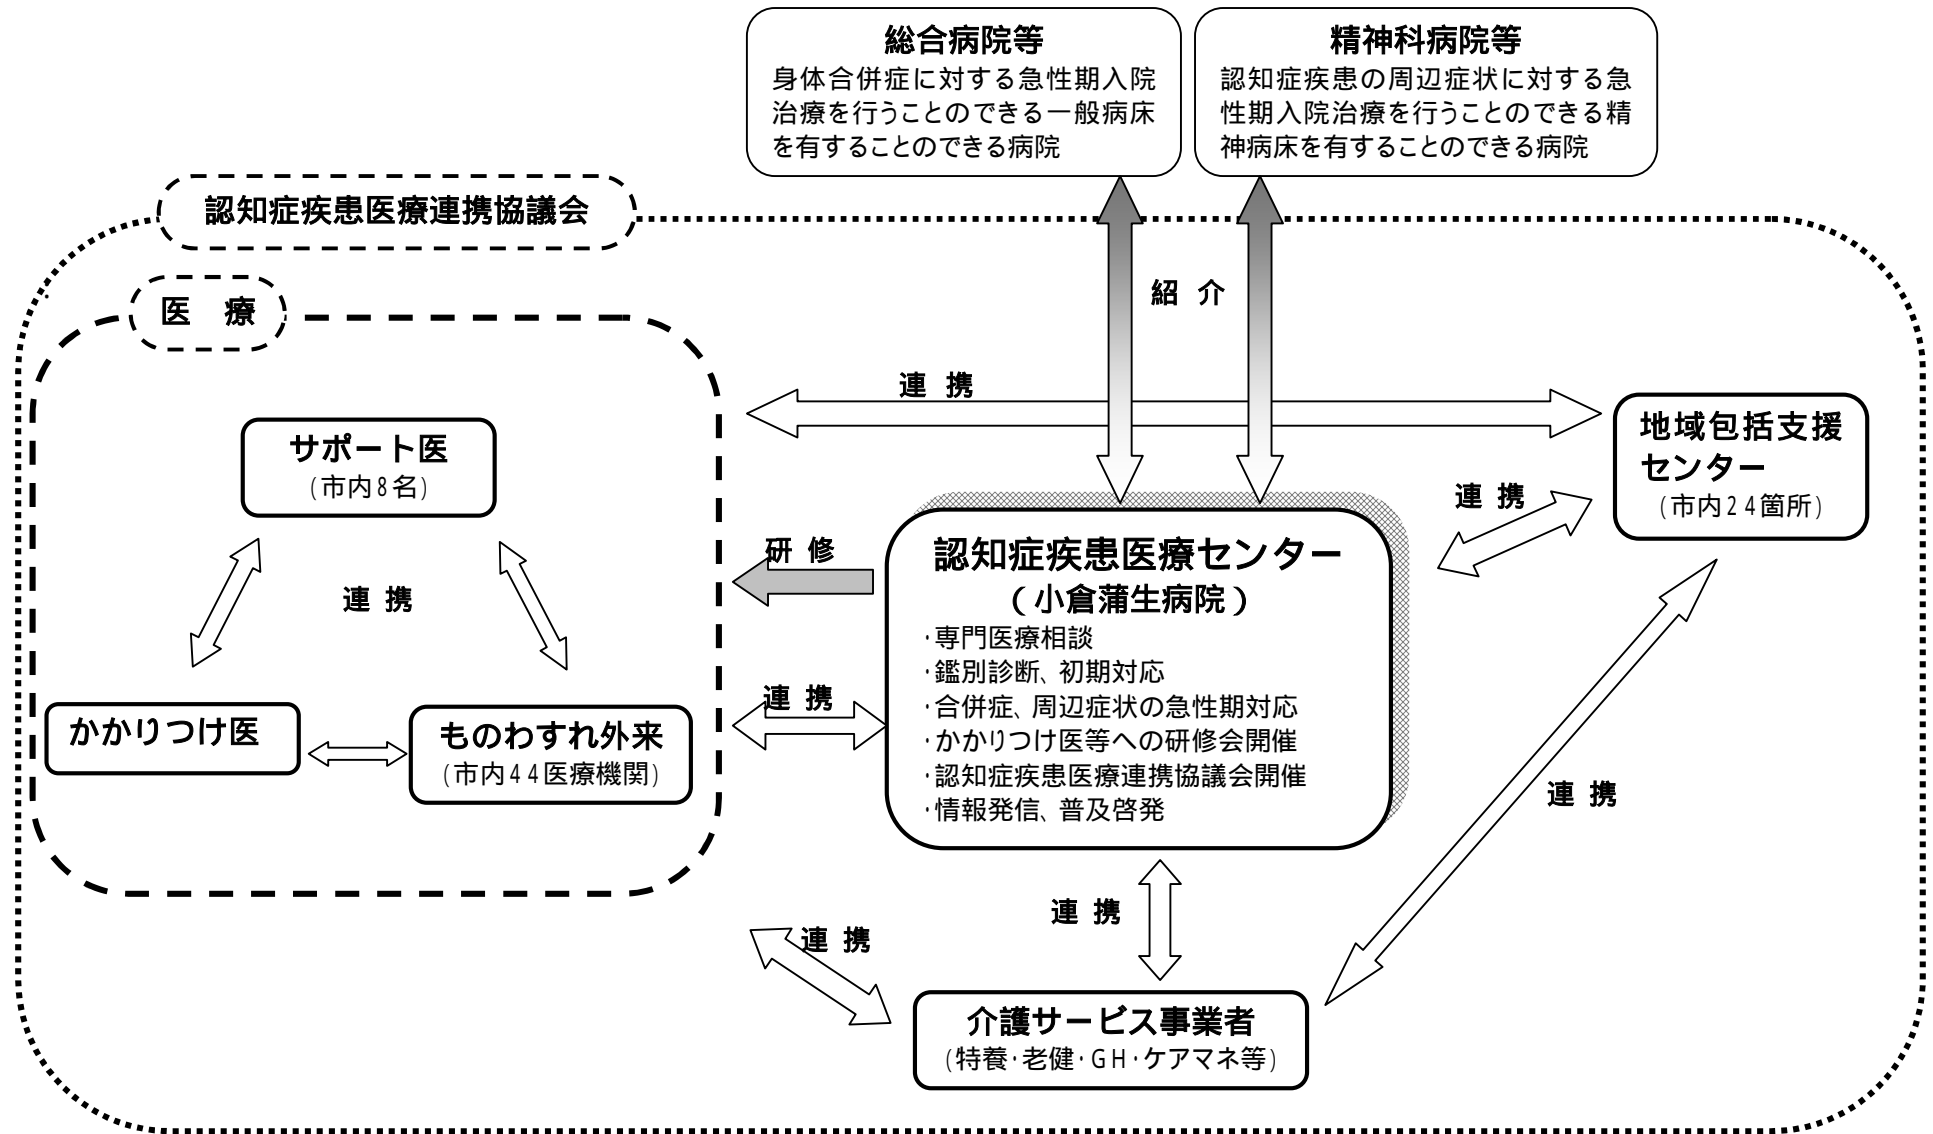 総合病院等
身体合併症に対する急性期入院
治療を行うことのできる一般病床
を有することのできる病院
精神科病院等
認知症疾患の周辺症状に対する急
性期入院治療を行うことのできる精
神病床を有することのできる病院
認知症疾患医療連携協議会
医　療
紹 介
連 携
サポート医
(市内8名)
連 携
かかりつけ医
ものわすれ外来
(市内44医療機関)
研 修
連 携
認知症疾患医療センター
(小倉蒲生病院)
・専門医療相談
・鑑別診断、初期対応
・合併症、周辺症状の急性期対応
・かかりつけ医等への研修会開催
・認知症疾患医療連携協議会開催
・情報発信、普及啓発
連 携
地域包括支援
センター
(市内24箇所)
連 携
連 携
連 携
介護サービス事業者
(特養・老健・GH・ケアマネ等)